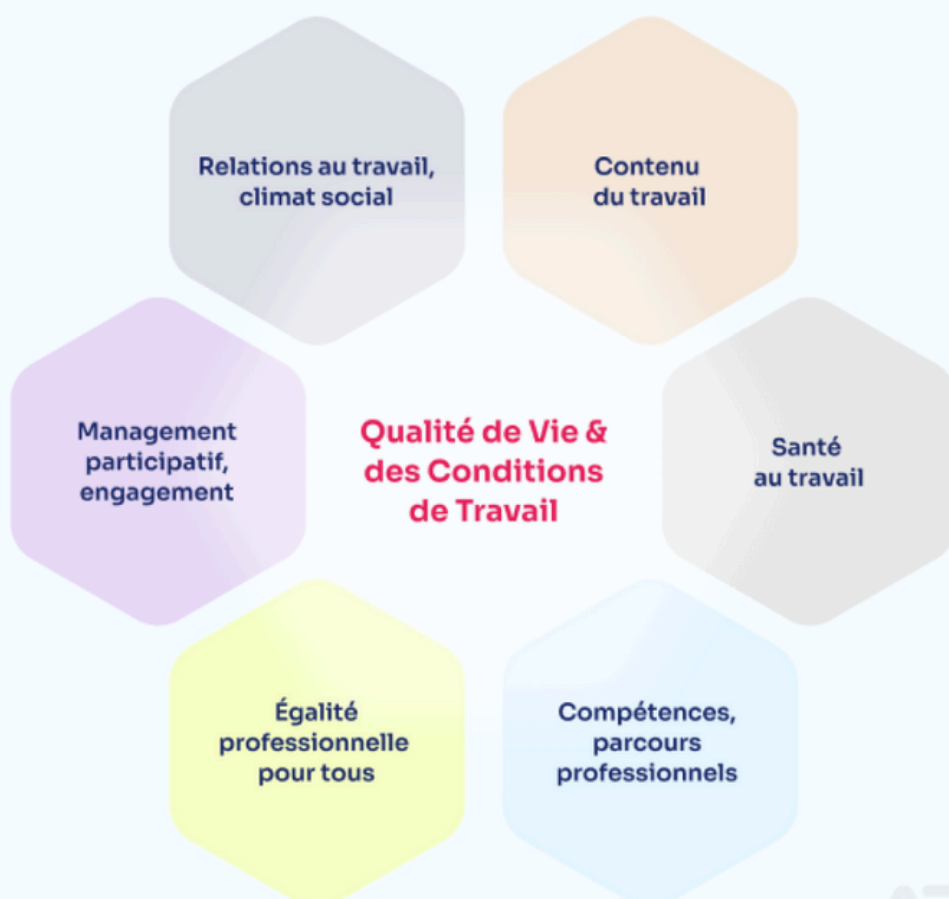 Relations au travail,
climat social
Contenu
du travail
Management
participatif,
engagement
Qualité de Vie &
des Conditions
de Travail
Santé
au travail
Égalité
professionnelle
pour tous
Compétences,
parcours
professionnels